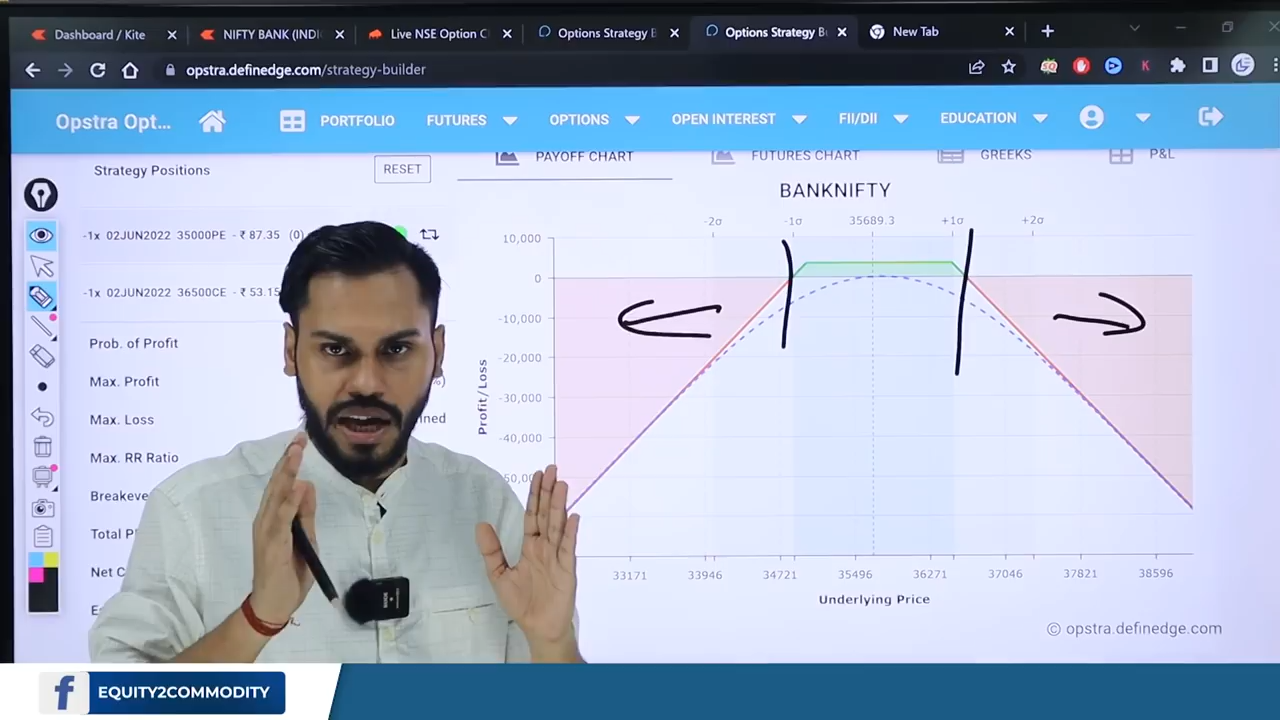 Dashboard / Kite
NIFTY BANK (INDI
Live NSE Option C
Options Strategy B
Options Strategy Bu
New Tab
opstra.definedge.com/strategy-builder
Opstra Opt...
PORTFOLIO
FUTURES
OPTIONS
OPEN INTEREST
FII/DII
EDUCATION
PAYOFF CHART
FUTURES CHART
GREEKS
P&L
Strategy Positions
RESET
BANKNIFTY
-2σ
-1σ
35689.3
+1σ
+2σ
-1x 02JUN2022 35000PE - ₹ 87.35 (0)
-1x 02JUN2022 36500CE - ₹ 53.15
Prob. of Profit
Max. Profit
%)
Max. Loss
ined
Max. RR Ratio
Breakeve
Total P
Net C
E
Profit/Loss
10,000
0
-10,000
-20,000
-30,000
-40,000
50,00
33171
33946
34721
35496
36271
37046
37821
38596
Underlying Price
© opstra.definedge.com
f
EQUITY2COMMODITY